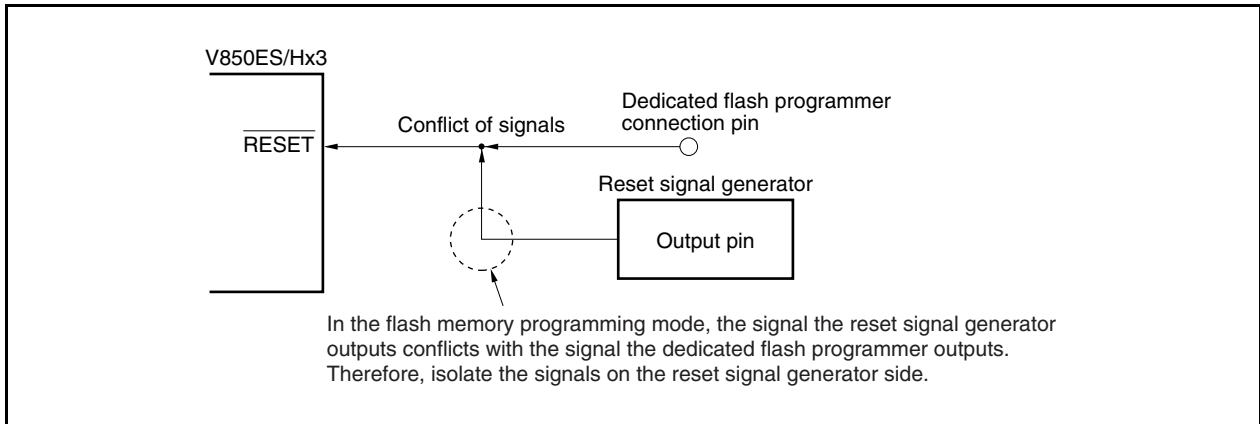 V850ES/Hx3
Dedicated flash programmer
connection pin
Conflict of signals
RESET
Reset signal generator
Output pin
In the flash memory programming mode, the signal the reset signal generator
outputs conflicts with the signal the dedicated flash programmer outputs.
Therefore, isolate the signals on the reset signal generator side.